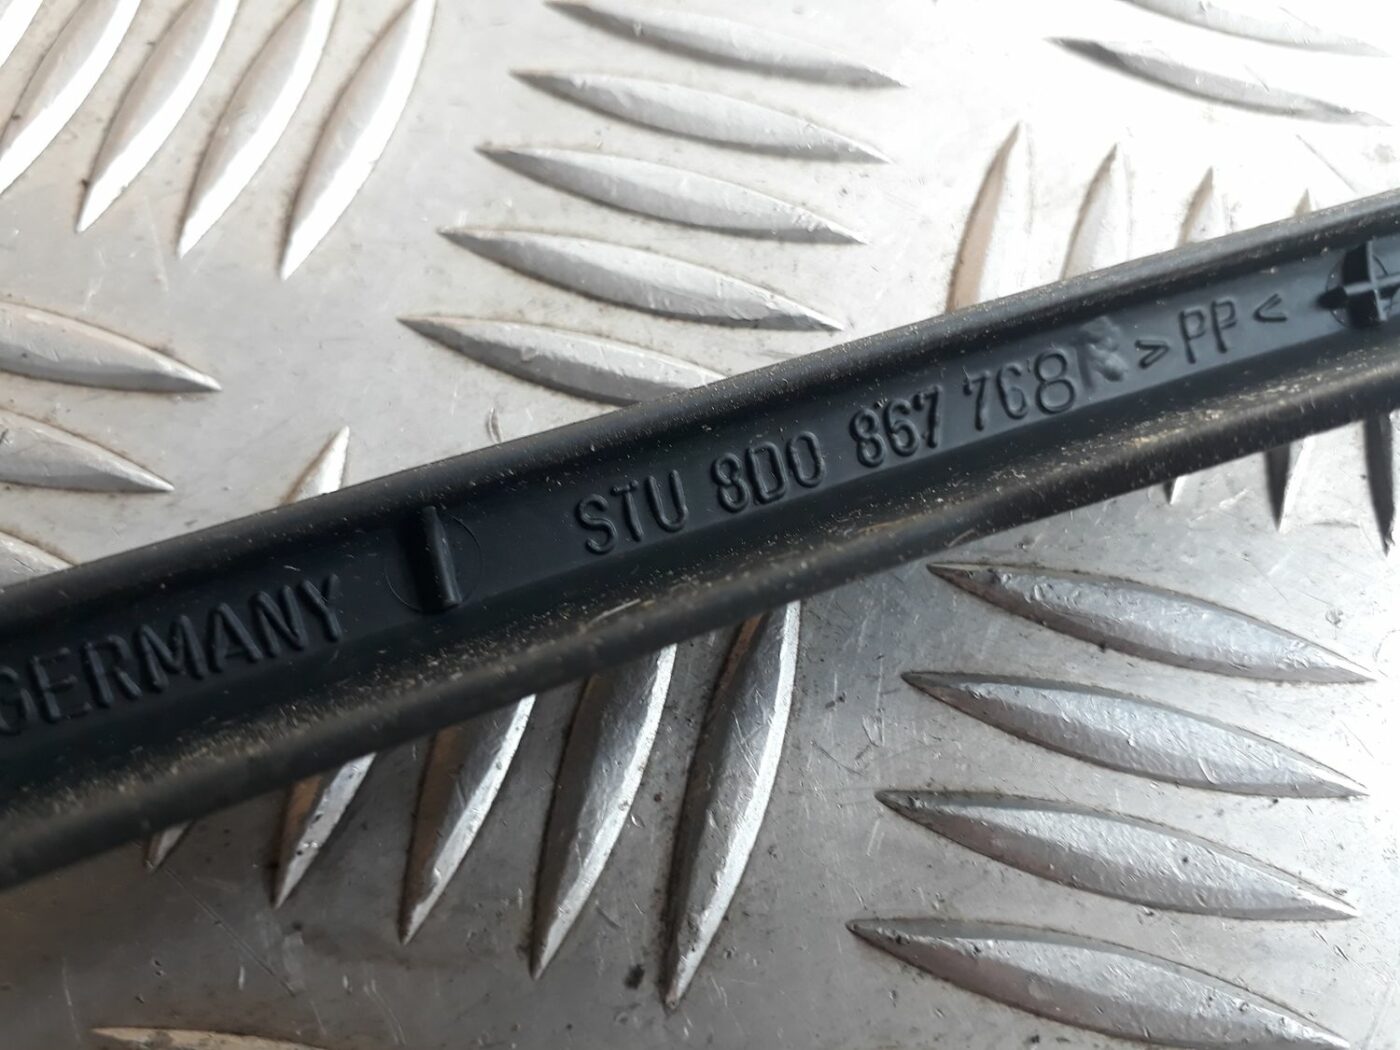 GERMANY STU 8D0 867 768 >PP<